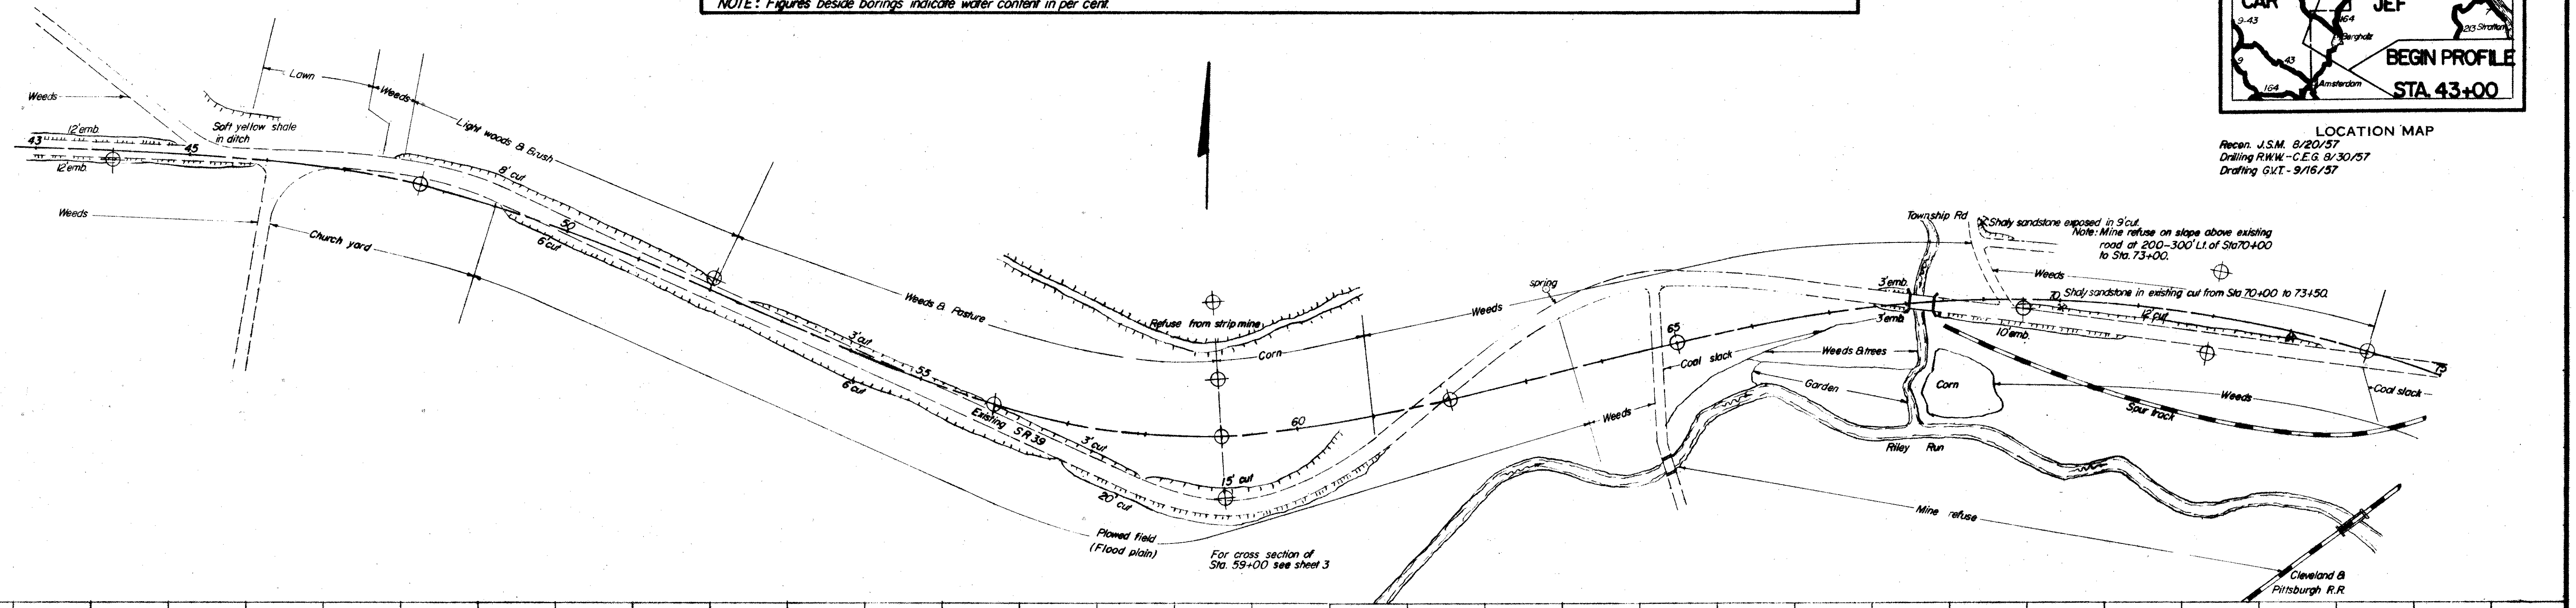 NOTE: Figures beside borings indicate water content in per cent.
CAR
JEF
9-43
164
Bergholz
213
Stratton
9
43
BEGIN PROFILE
164
Amsterdam
STA. 43+00
LOCATION MAP
Recon. J.S.M. 8/20/57
Drilling R.W.W.-C.E.G. 8/30/57
Drafting G.V.T. - 9/16/57
Lawn
Weeds
Weeds
Light woods & Brush
Soft yellow shale
in ditch
12' emb.
43
45
12' emb.
8' cut
Weeds
Church yard
50
6' cut
Weeds & Pasture
3' cut
55
6' cut
Existing SR 39
3' cut
20' cut
15' cut
Refuse from strip mine
Corn
60
Plowed field
(Flood plain)
For cross section of
Sta. 59+00 see sheet 3
Weeds
spring
65
Coal slack
Weeds
Weeds & trees
Garden
3' emb.
3' emb.
Township Rd
Shaly sandstone exposed in 9' cut.
Note: Mine refuse on slope above existing
road at 200-300' Lt. of Sta 70+00
to Sta. 73+00.
Weeds
70
Shaly sandstone in existing cut from Sta 70+00 to 73+50.
12' cut
10' emb.
75
Coal slack
Corn
Weeds
Spur track
Riley Run
Mine refuse
Cleveland &
Pittsburgh R.R.